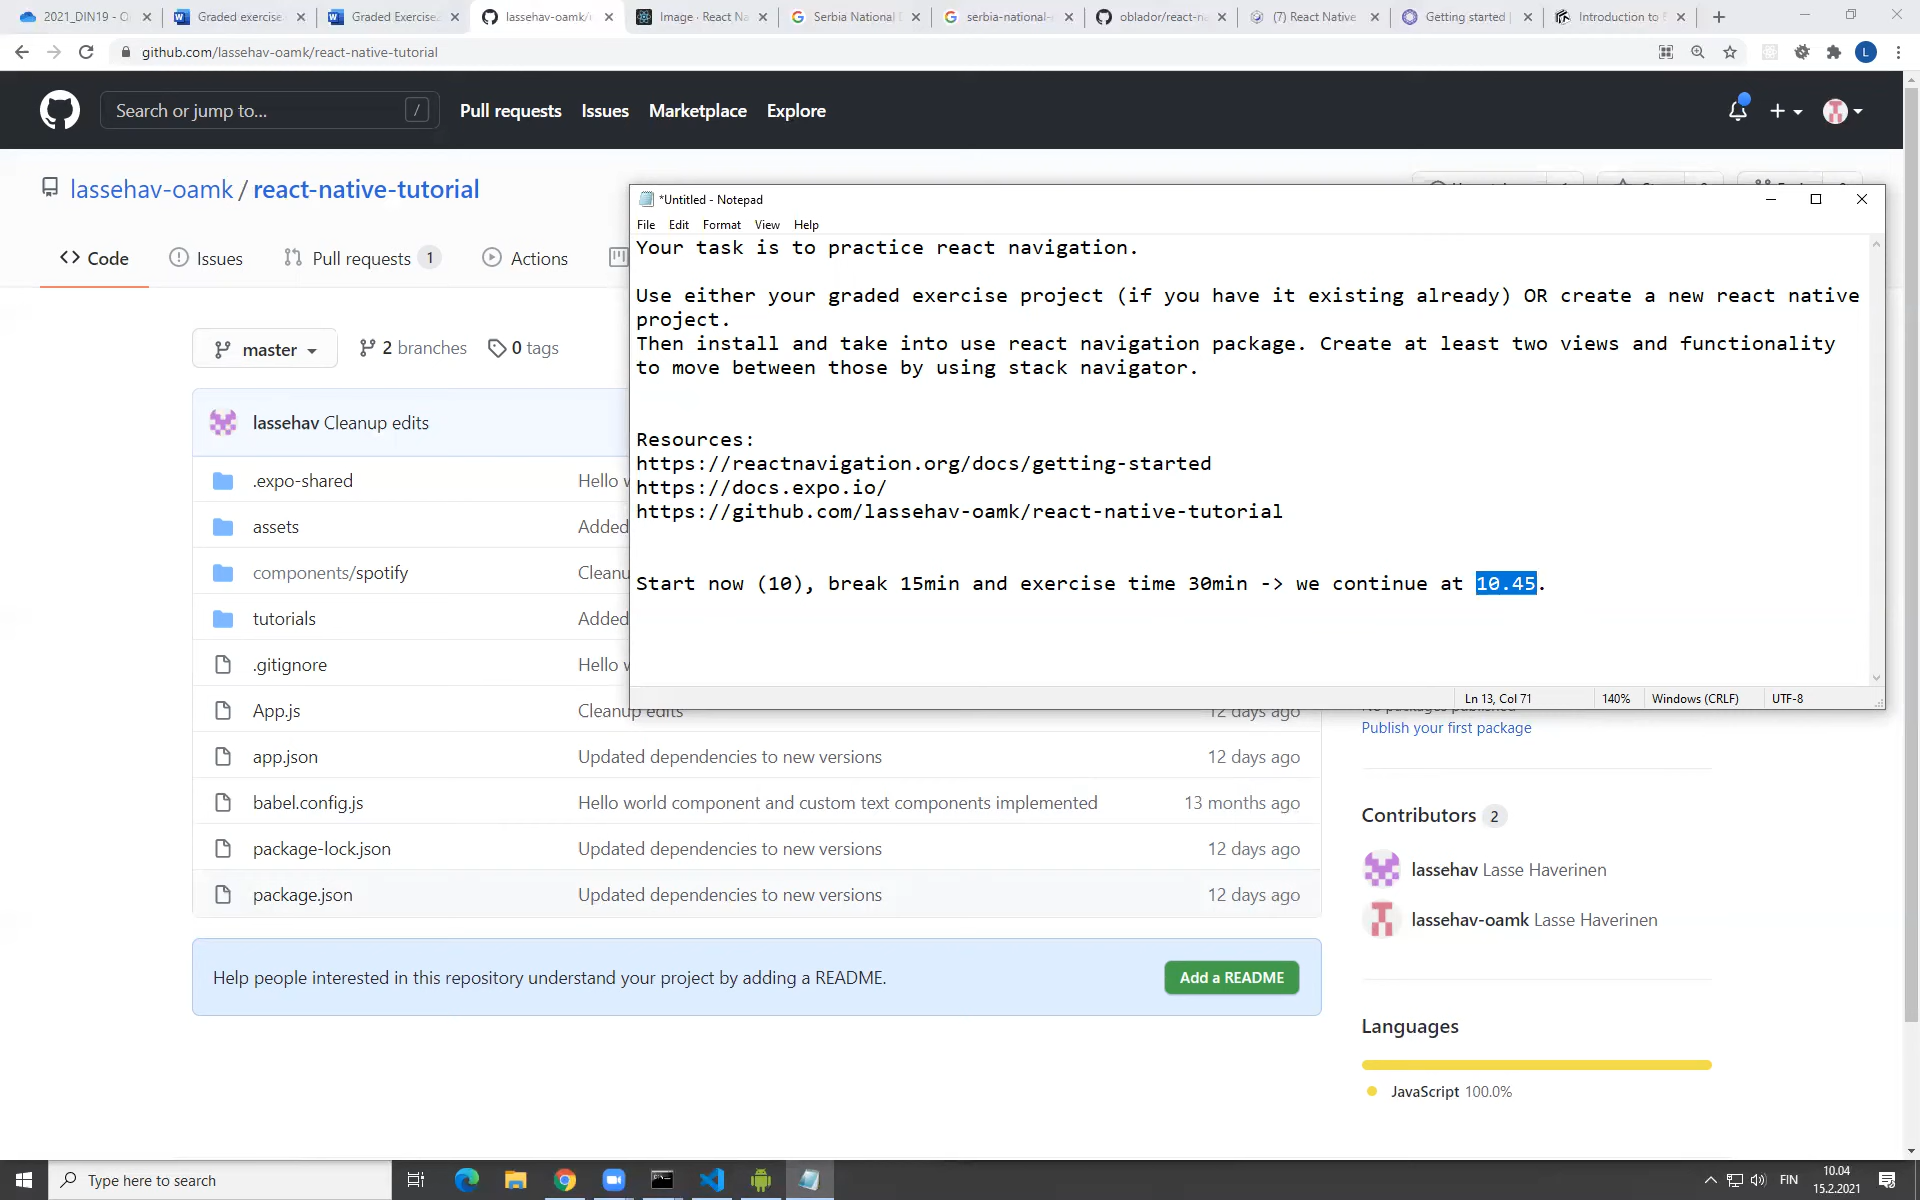 2021_DIN19 - O
Graded exercise
Graded Exercise.
lassehav-oamk/r
Image · React Na
Serbia National D
serbia-national-
oblador/react-na
(7) React Native
Getting started |
Introduction to E
github.com/lassehav-oamk/react-native-tutorial
L
Search or jump to...
/
Pull requests
Issues
Marketplace
Explore
lassehav-oamk / react-native-tutorial
Code
Issues
Pull requests 1
Actions
master
2 branches
0 tags
lassehav Cleanup edits
.expo-shared
Hello w
assets
Added
components/spotify
Cleanu
tutorials
Added
.gitignore
Hello w
App.js
Cleanup edits
12 days ago
app.json
Updated dependencies to new versions
12 days ago
babel.config.js
Hello world component and custom text components implemented
13 months ago
package-lock.json
Updated dependencies to new versions
12 days ago
package.json
Updated dependencies to new versions
12 days ago
Help people interested in this repository understand your project by adding a README.
Add a README
*Untitled - Notepad
File Edit Format View Help
Your task is to practice react navigation.
Use either your graded exercise project (if you have it existing already) OR create a new react native
project.
Then install and take into use react navigation package. Create at least two views and functionality
to move between those by using stack navigator.
Resources:
https://reactnavigation.org/docs/getting-started
https://docs.expo.io/
https://github.com/lassehav-oamk/react-native-tutorial
Start now (10), break 15min and exercise time 30min -> we continue at 10.45.
Ln 13, Col 71
140%
Windows (CRLF)
UTF-8
No packages published
Publish your first package
Contributors 2
lassehav Lasse Haverinen
lassehav-oamk Lasse Haverinen
Languages
JavaScript 100.0%
Type here to search
FIN
10.04
15.2.2021